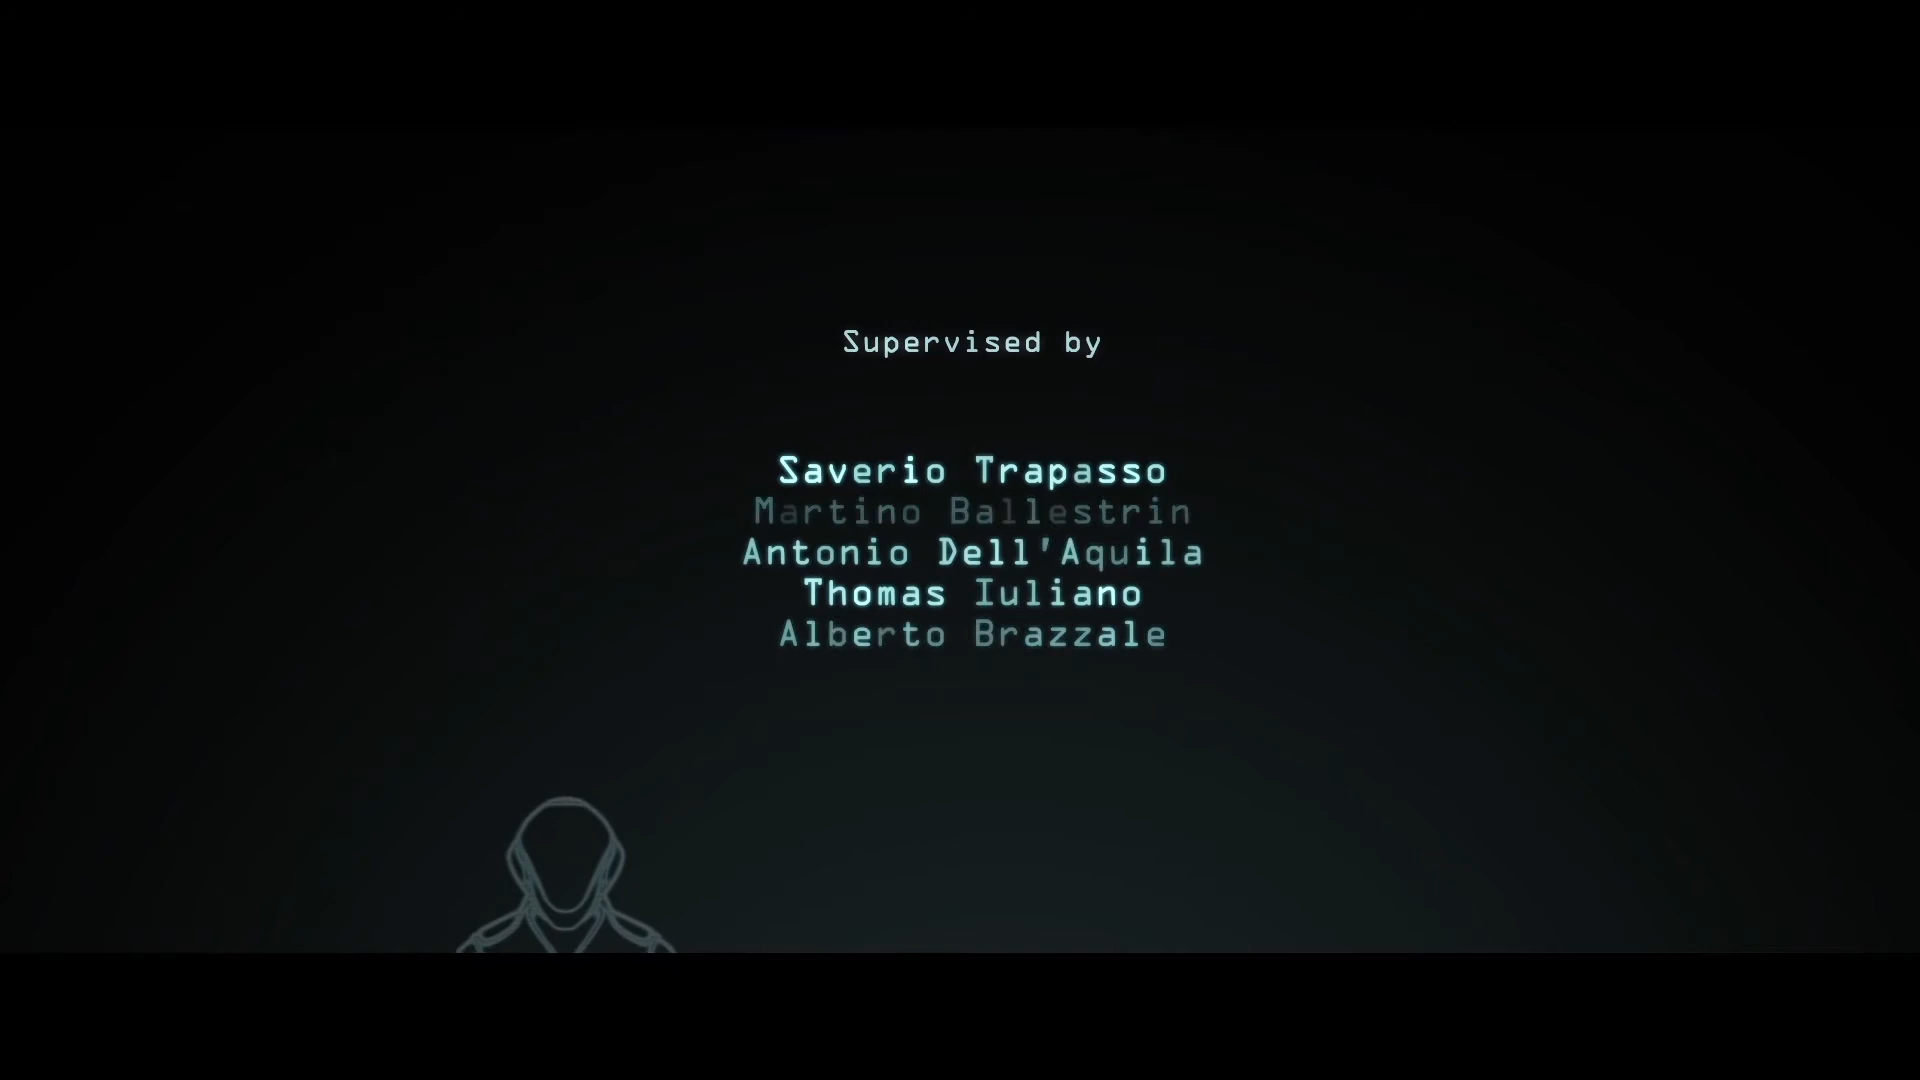 Supervised by
Saverio Trapasso
Martino Ballestrin
Antonio Dell'Aquila
Thomas Iuliano
Alberto Brazzale